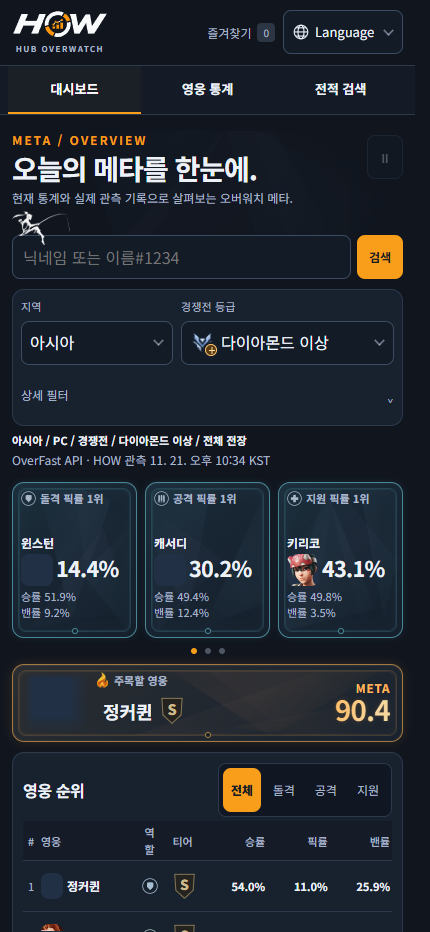 HOW
HUB OVERWATCH
즐겨찾기 0
Language
대시보드 영웅 통계 전적 검색
META / OVERVIEW
오늘의 메타를 한눈에.
현재 통계와 실제 관측 기록으로 살펴보는 오버워치 메타.
닉네임 또는 이름#1234
검색
지역 경쟁전 등급
아시아 다이아몬드 이상
상세 필터
아시아 / PC / 경쟁전 / 다이아몬드 이상 / 전체 전장
OverFast API · HOW 관측 11. 21. 오후 10:34 KST
돌격 픽률 1위
윈스턴
14.4%
승률 51.9%
밴률 9.2%
공격 픽률 1위
캐서디
30.2%
승률 49.4%
밴률 12.4%
지원 픽률 1위
키리코
43.1%
승률 49.8%
밴률 3.5%
주목할 영웅
정커퀸 S
META
90.4
영웅 순위
전체 돌격 공격 지원
# 영웅 역할 티어 승률 픽률 밴률
1 정커퀸 S 54.0% 11.0% 25.9%